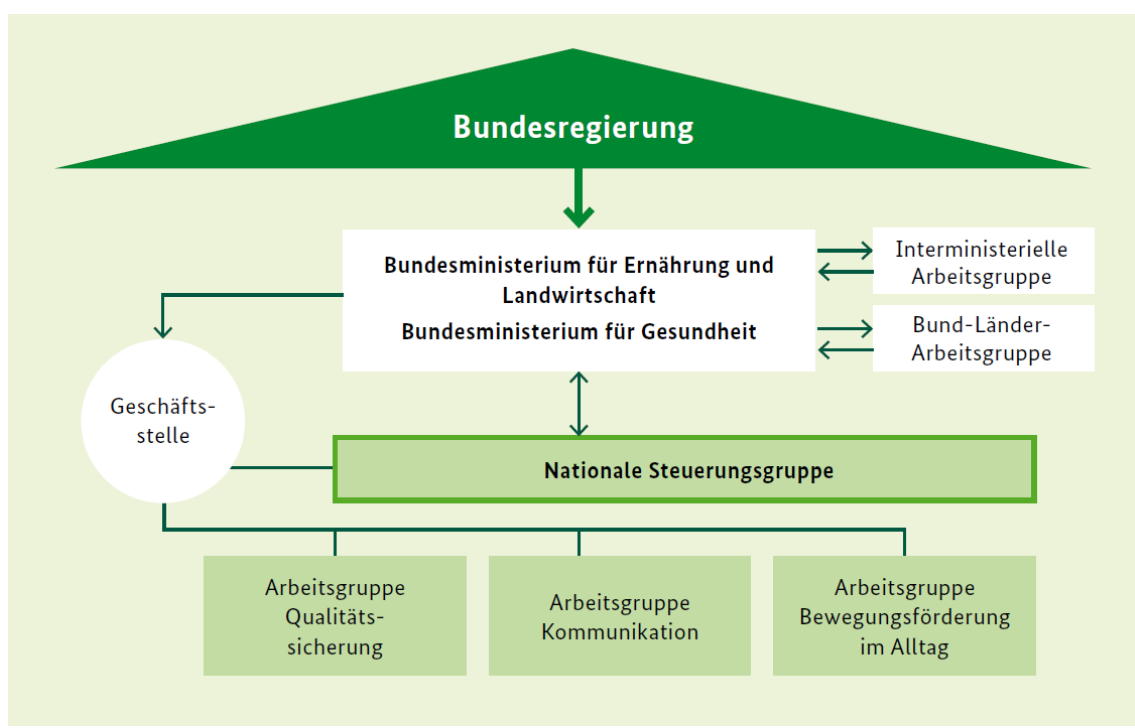 Bundesregierung
Bundesministerium für Ernährung und
Landwirtschaft
Bundesministerium für Gesundheit
Interministerielle
Arbeitsgruppe
Bund-Länder-
Arbeitsgruppe
Geschäfts-
stelle
Nationale Steuerungsgruppe
Arbeitsgruppe
Qualitäts-
sicherung
Arbeitsgruppe
Kommunikation
Arbeitsgruppe
Bewegungsförderung
im Alltag